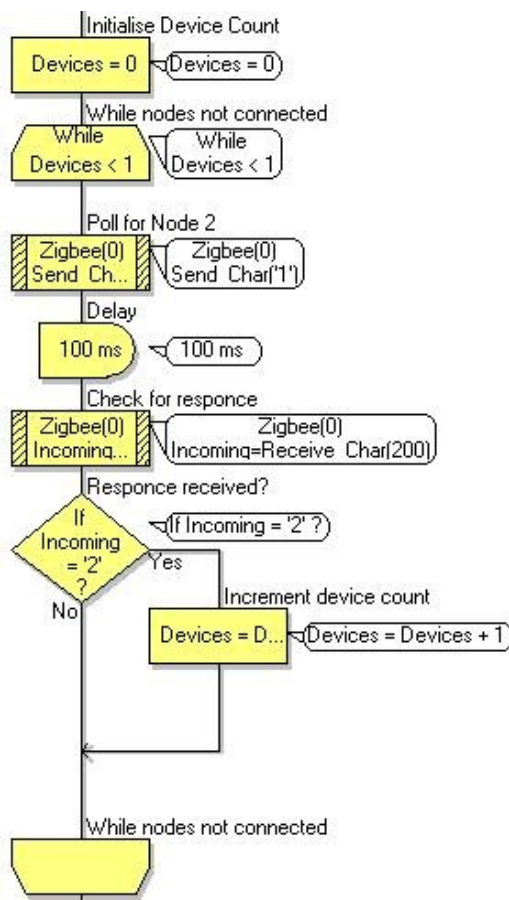 Initialise Device Count
Devices = 0
Devices = 0
While nodes not connected
While
Devices < 1
While
Devices < 1
Poll for Node 2
Zigbee(0)
Send_Ch...
Zigbee(0)
Send_Char('1')
Delay
100 ms
100 ms
Check for responce
Zigbee(0)
Incoming...
Zigbee(0)
Incoming=Receive_Char(200)
Responce received?
If
Incoming
= '2'
?
If Incoming = '2' ?
Yes
No
Increment device count
Devices = D...
Devices = Devices + 1
While nodes not connected